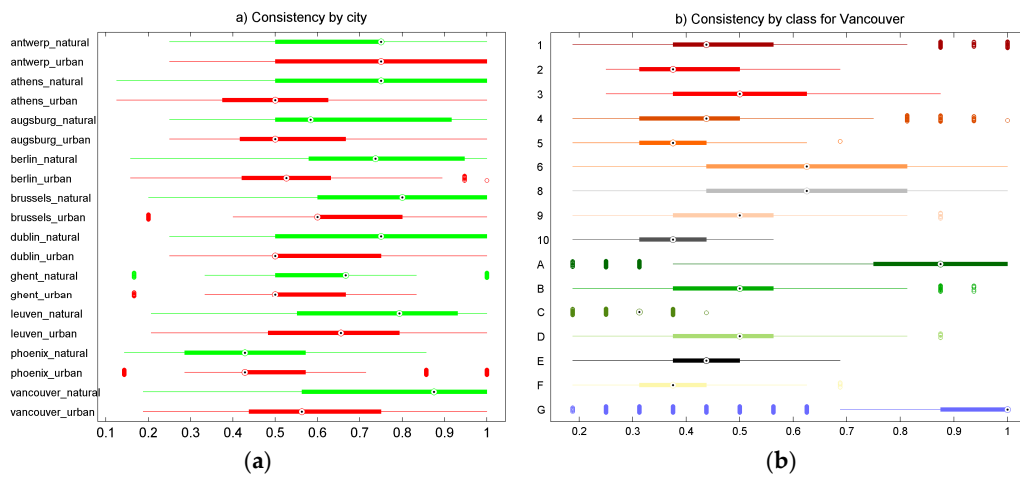 a) Consistency by city
antwerp_natural
antwerp_urban
athens_natural
athens_urban
augsburg_natural
augsburg_urban
berlin_natural
berlin_urban
brussels_natural
brussels_urban
dublin_natural
dublin_urban
ghent_natural
ghent_urban
leuven_natural
leuven_urban
phoenix_natural
phoenix_urban
vancouver_natural
vancouver_urban
0.1 0.2 0.3 0.4 0.5 0.6 0.7 0.8 0.9 1
(a)
b) Consistency by class for Vancouver
1
2
3
4
5
6
8
9
10
A
B
C
D
E
F
G
0.2 0.3 0.4 0.5 0.6 0.7 0.8 0.9 1
(b)